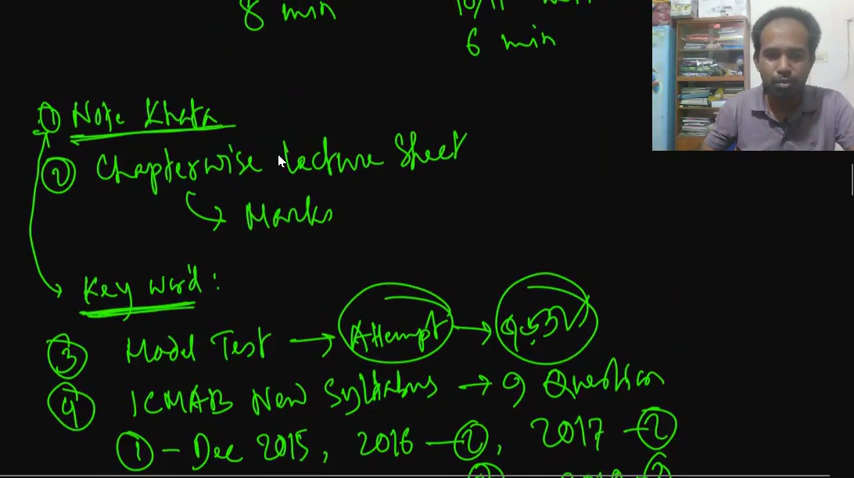 8 min
6 min
① Note Khata
② Chapterwise Lecture Sheet
→ Marks
Key word :
③ Model Test → Attempt →
④ ICMAB New Syllabus → 9 Question
① - Dec 2015, 2016 - ②, 2017 - ②